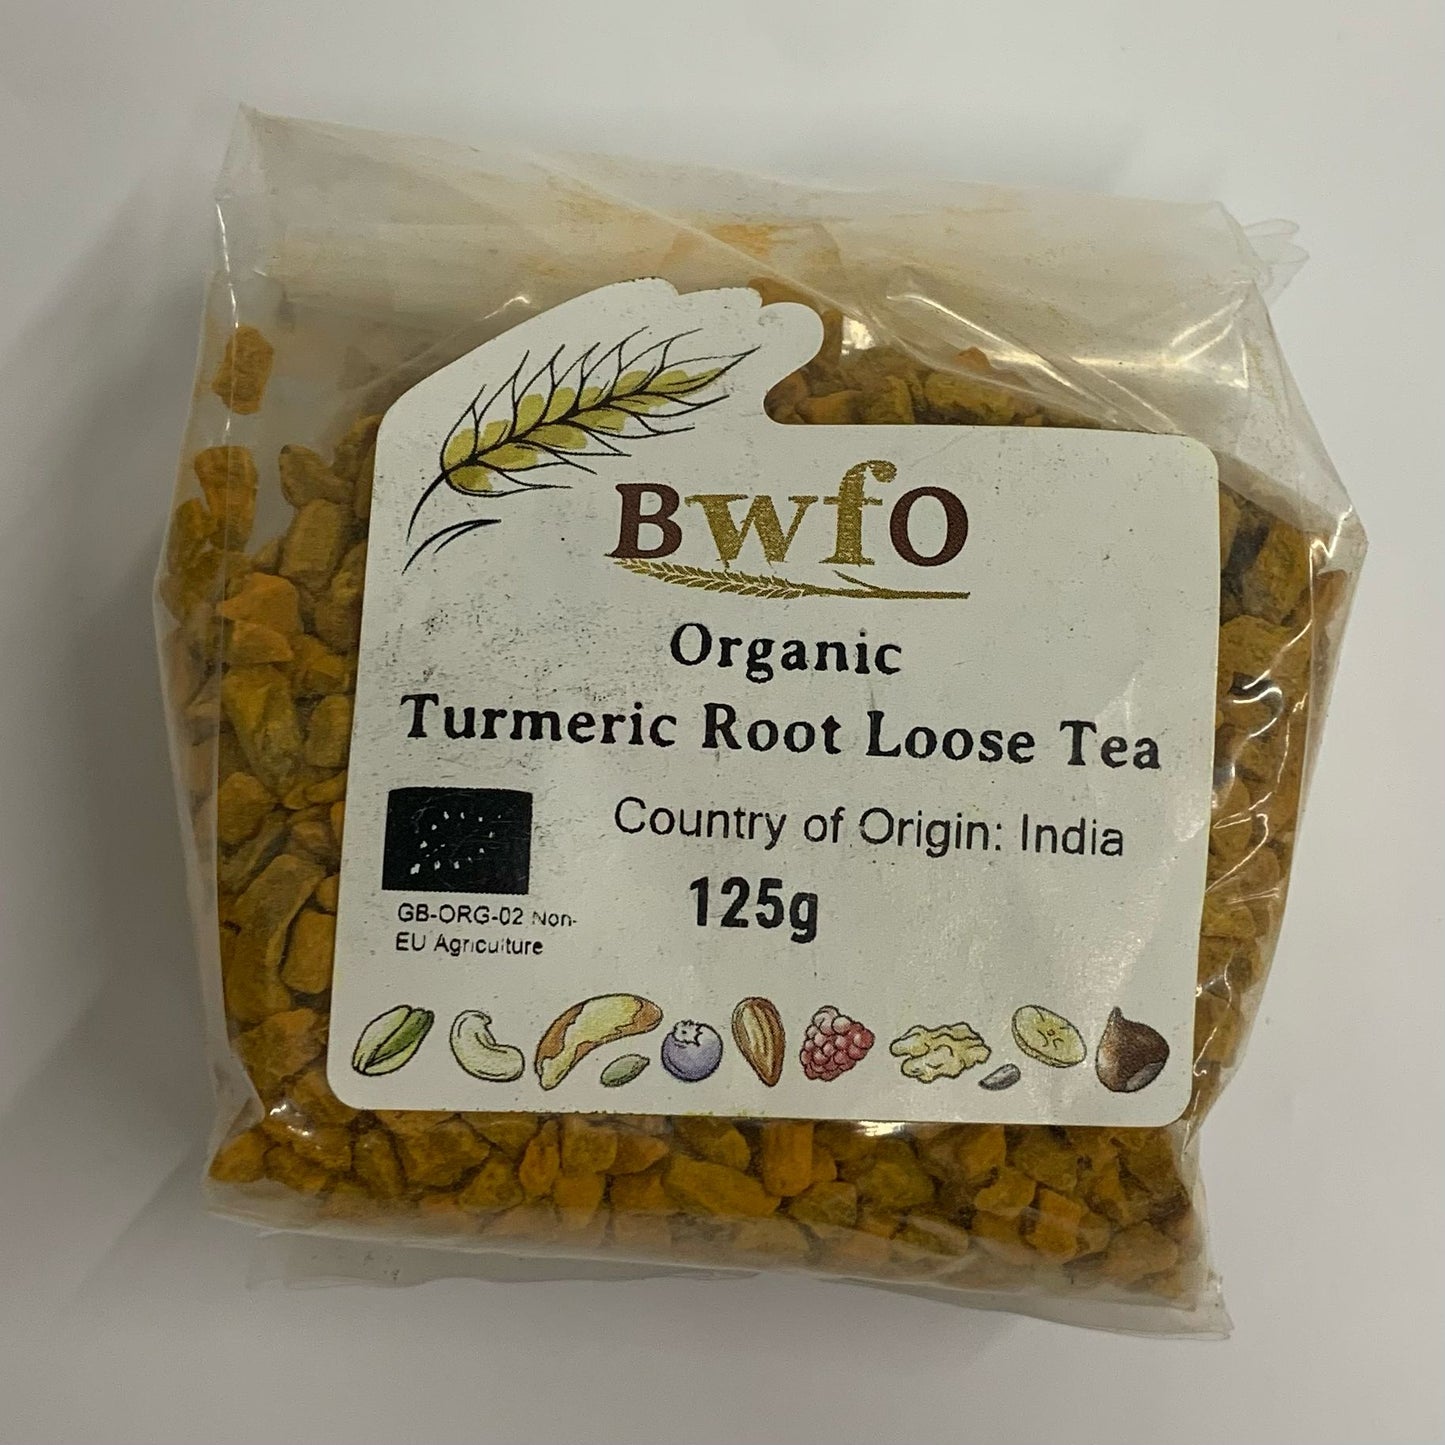 BwfO
Organic
Turmeric Root Loose Tea
Country of Origin: India
125g
GB-ORG-02 Non-
EU Agriculture